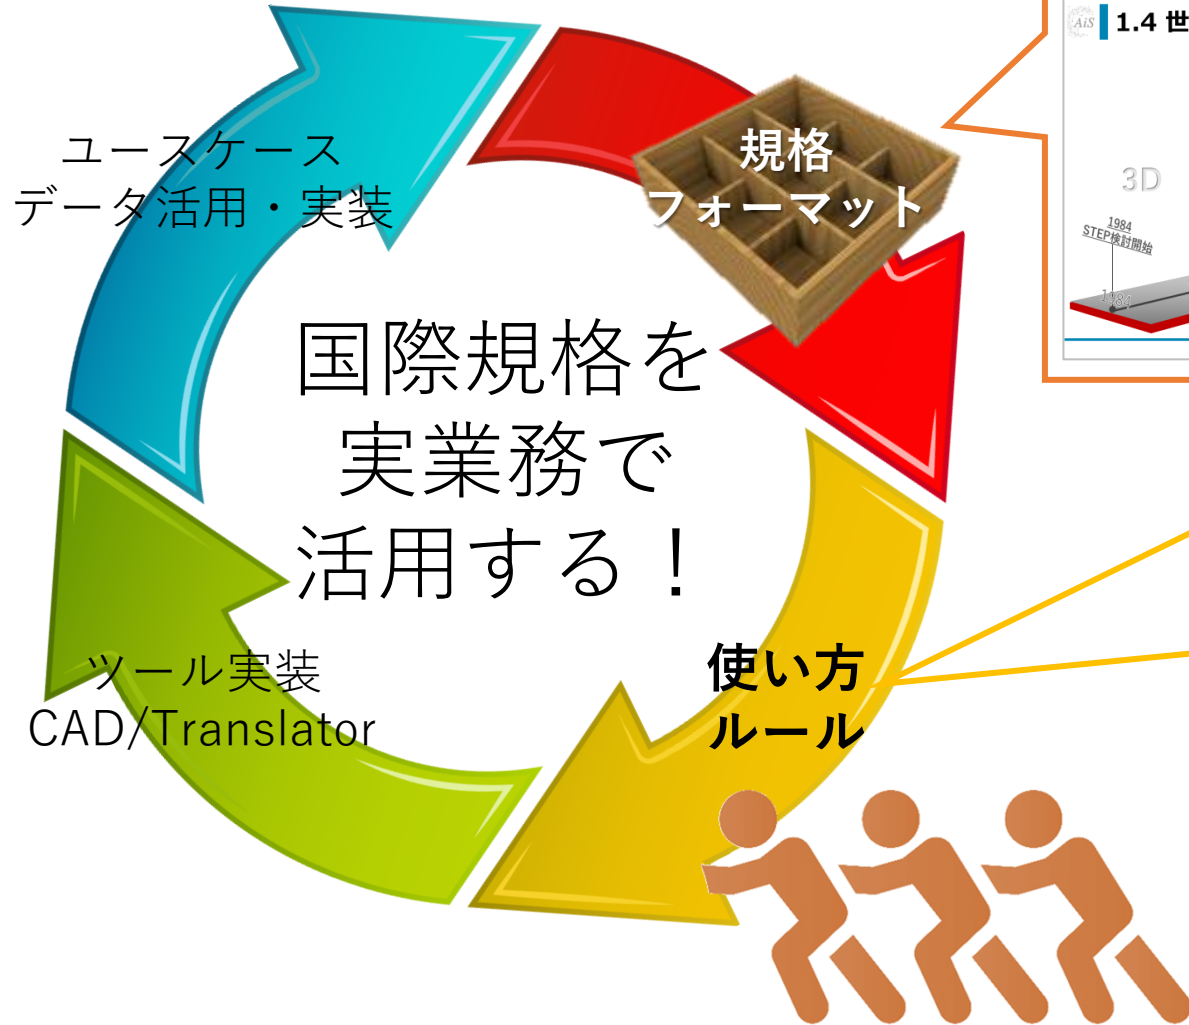 AiS
1.4 世
3D
1984
STEP検討開始
1984
ユースケース
データ活用・実装
規格
フォーマット
国際規格を
実業務で
活用する！
使い方
ルール
ツール実装
CAD/Translator